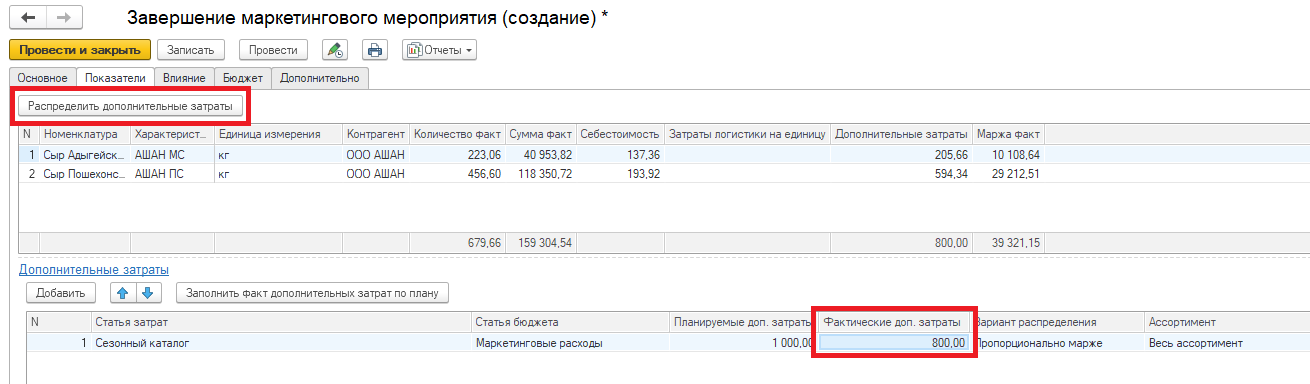 Завершение маркетингового мероприятия (создание) *
Провести и закрыть Записать Провести Отчеты
Основное Показатели Влияние Бюджет Дополнительно
Распределить дополнительные затраты
N Номенклатура Характерист... Единица измерения Контрагент Количество факт Сумма факт Себестоимость Затраты логистики на единицу Дополнительные затраты Маржа факт
1 Сыр Адыгейск... АШАН МС кг ООО АШАН 223,06 40 953,82 137,36 205,66 10 108,64
2 Сыр Пошехонс... АШАН ПС кг ООО АШАН 456,60 118 350,72 193,92 594,34 29 212,51
679,66 159 304,54 800,00 39 321,15
Дополнительные затраты
Добавить Заполнить факт дополнительных затрат по плану
N Статья затрат Статья бюджета Планируемые доп. затраты Фактические доп. затраты Вариант распределения Ассортимент
1 Сезонный каталог Маркетинговые расходы 1 000,00 800,00 Пропорционально марже Весь ассортимент